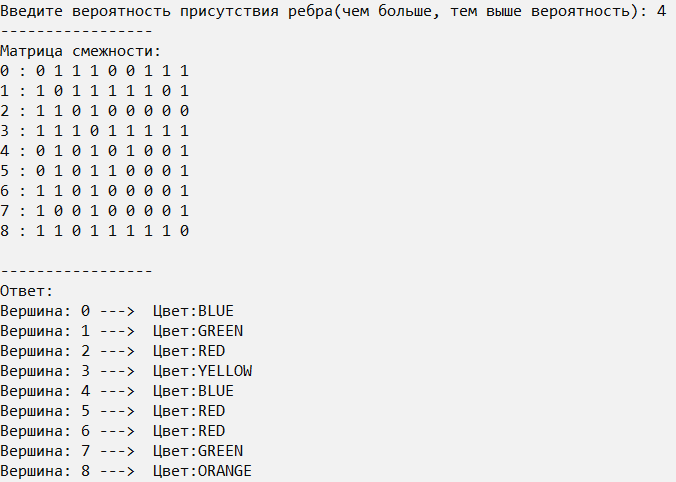 Введите вероятность присутствия ребра(чем больше, тем выше вероятность): 4
-----------------
Матрица смежности:
0 : 0 1 1 1 0 0 1 1 1
1 : 1 0 1 1 1 1 1 0 1
2 : 1 1 0 1 0 0 0 0 0
3 : 1 1 1 0 1 1 1 1 1
4 : 0 1 0 1 0 1 0 0 1
5 : 0 1 0 1 1 0 0 0 1
6 : 1 1 0 1 0 0 0 0 1
7 : 1 0 0 1 0 0 0 0 1
8 : 1 1 0 1 1 1 1 1 0
-----------------
Ответ:
Вершина: 0 --->  Цвет:BLUE
Вершина: 1 --->  Цвет:GREEN
Вершина: 2 --->  Цвет:RED
Вершина: 3 --->  Цвет:YELLOW
Вершина: 4 --->  Цвет:BLUE
Вершина: 5 --->  Цвет:RED
Вершина: 6 --->  Цвет:RED
Вершина: 7 --->  Цвет:GREEN
Вершина: 8 --->  Цвет:ORANGE